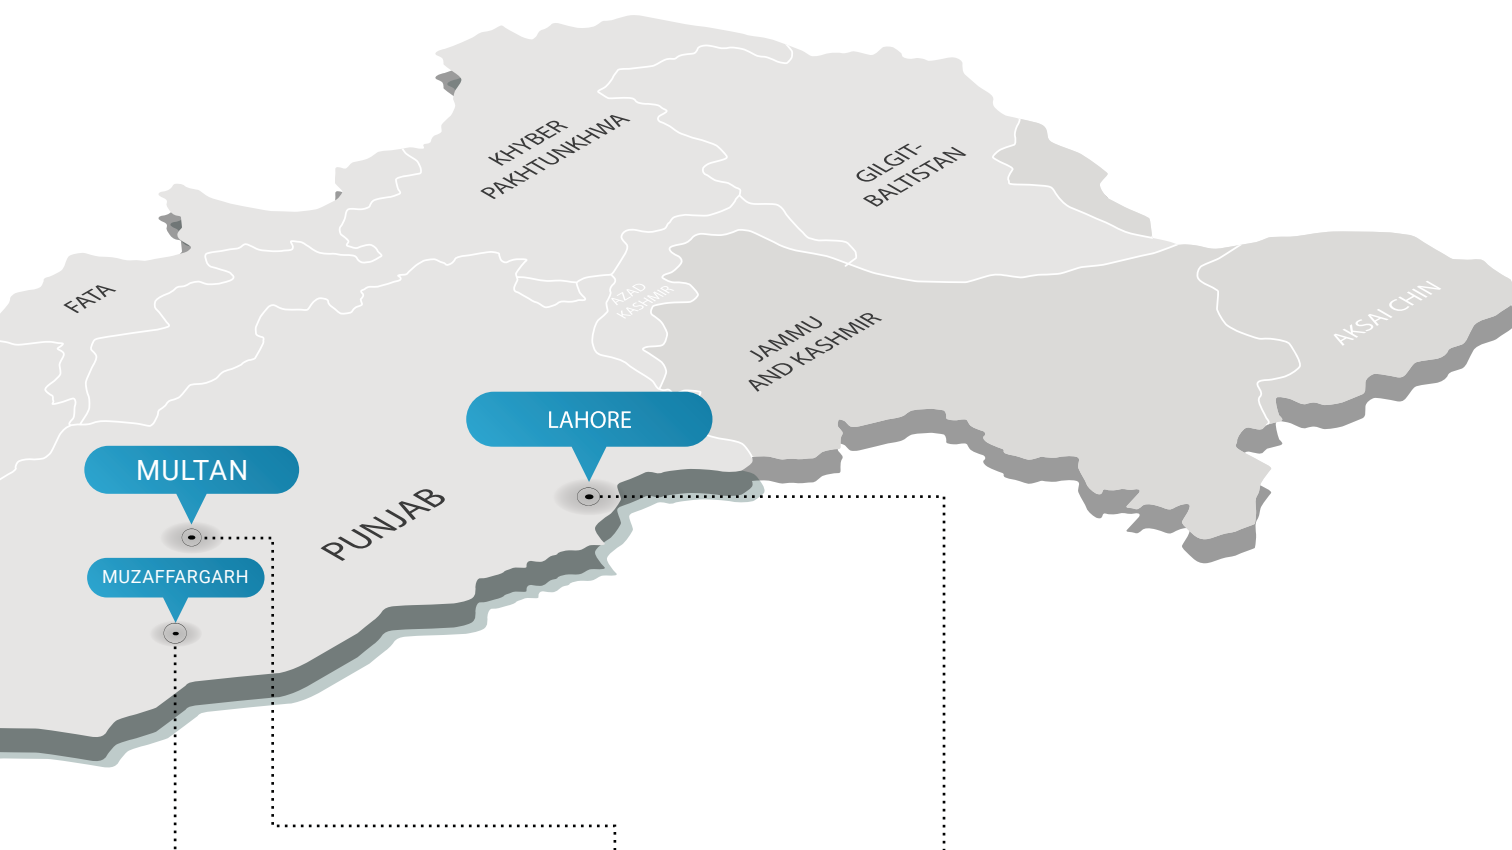 KHYBER
PAKHTUNKHWA
GILGIT-
BALTISTAN
FATA
AZAD
KASHMIR
JAMMU
AND KASHMIR
AKSAI CHIN
LAHORE
MULTAN
PUNJAB
MUZAFFARGARH